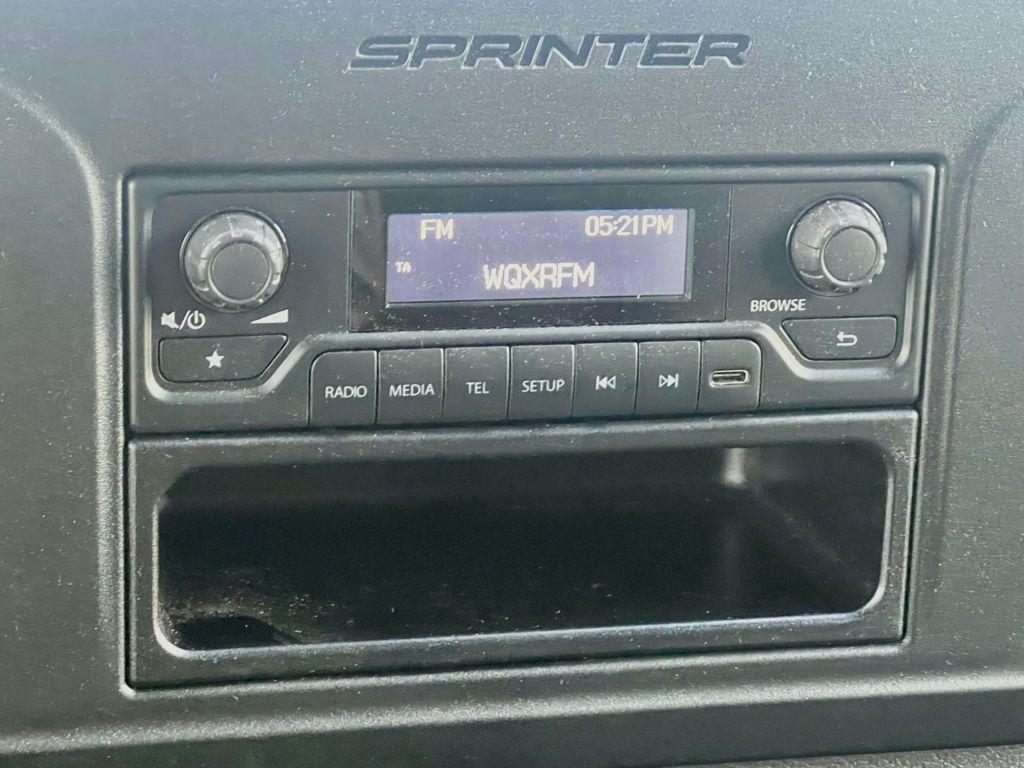 SPRINTER
FM 05:21PM
TA
WQXRFM
BROWSE
RADIO MEDIA TEL SETUP